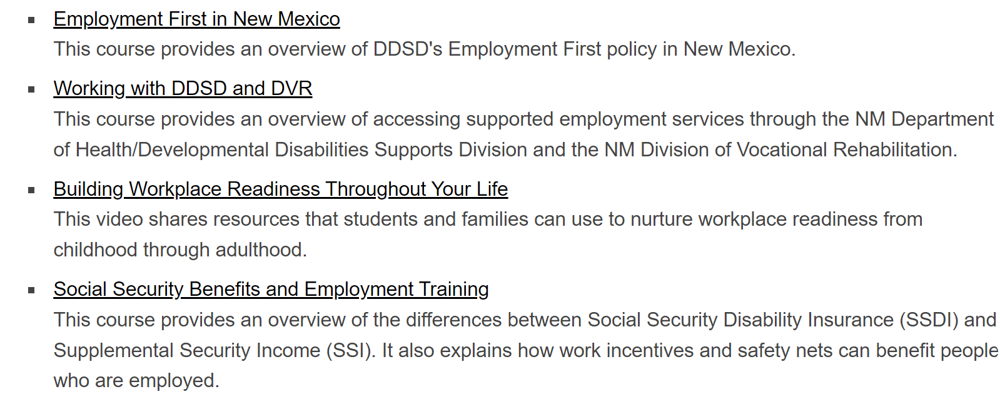 Employment First in New Mexico
This course provides an overview of DDSD's Employment First policy in New Mexico.
Working with DDSD and DVR
This course provides an overview of accessing supported employment services through the NM Department
of Health/Developmental Disabilities Supports Division and the NM Division of Vocational Rehabilitation.
Building Workplace Readiness Throughout Your Life
This video shares resources that students and families can use to nurture workplace readiness from
childhood through adulthood.
Social Security Benefits and Employment Training
This course provides an overview of the differences between Social Security Disability Insurance (SSDI) and
Supplemental Security Income (SSI). It also explains how work incentives and safety nets can benefit people
who are employed.